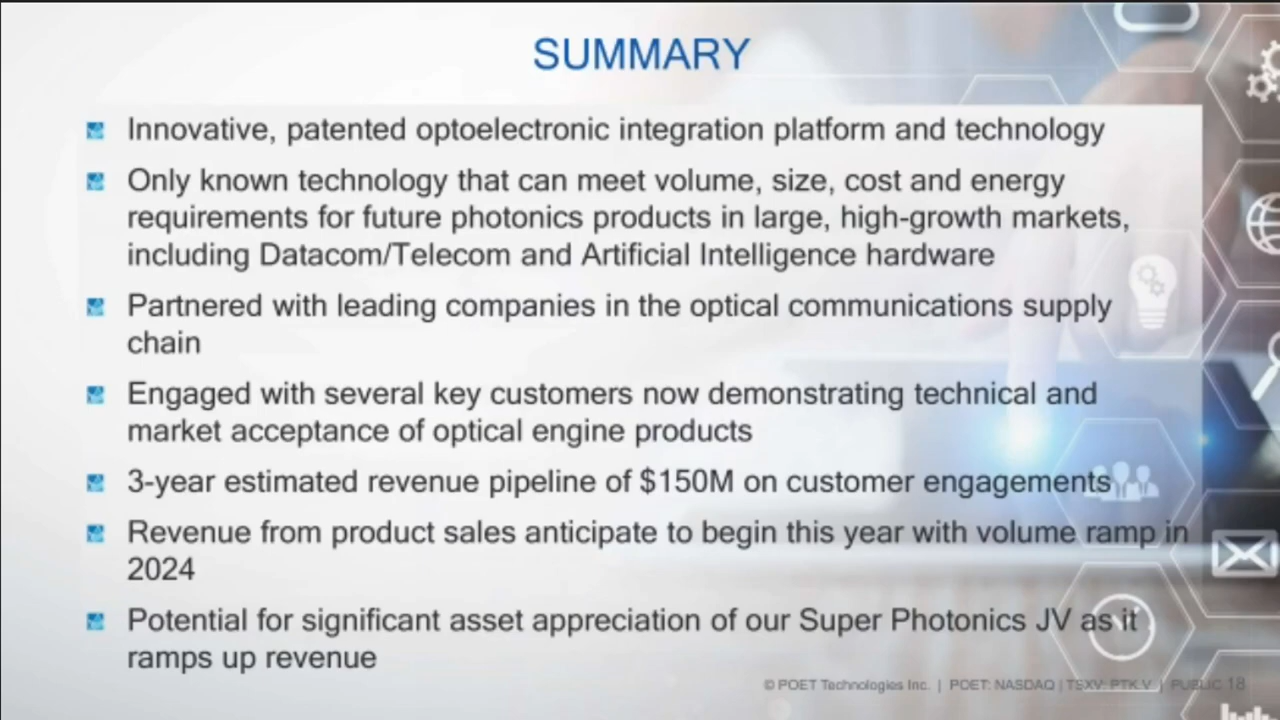 SUMMARY
Innovative, patented optoelectronic integration platform and technology
Only known technology that can meet volume, size, cost and energy
requirements for future photonics products in large, high-growth markets,
including Datacom/Telecom and Artificial Intelligence hardware
Partnered with leading companies in the optical communications supply
chain
Engaged with several key customers now demonstrating technical and
market acceptance of optical engine products
3-year estimated revenue pipeline of $150M on customer engagements
Revenue from product sales anticipate to begin this year with volume ramp in
2024
Potential for significant asset appreciation of our Super Photonics JV as it
ramps up revenue
© POET Technologies Inc. | POET: NASDAQ | TSXV: PTK.V | PUBLIC 18